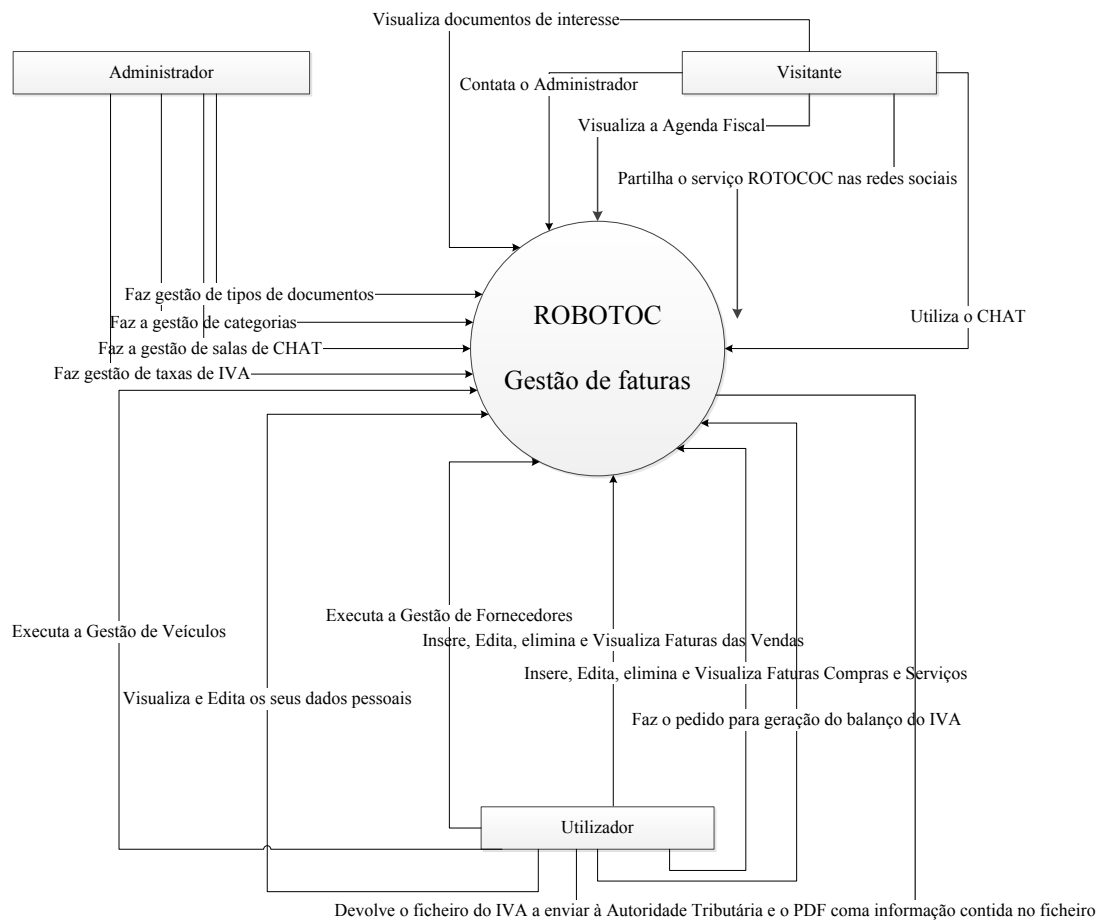 Visualiza documentos de interesse
Administrador
Visitante
Contata o Administrador
Visualiza a Agenda Fiscal
Partilha o serviço ROTOCOC nas redes sociais
Faz gestão de tipos de documentos
ROBOTOC
Utiliza o CHAT
Faz a gestão de categorias
Faz a gestão de salas de CHAT
Faz gestão de taxas de IVA
Gestão de faturas
Executa a Gestão de Fornecedores
Executa a Gestão de Veículos
Insere, Edita, elimina e Visualiza Faturas das Vendas
Insere, Edita, elimina e Visualiza Faturas Compras e Serviços
Visualiza e Edita os seus dados pessoais
Faz o pedido para geração do balanço do IVA
Utilizador
Devolve o ficheiro do IVA a enviar à Autoridade Tributária e o PDF coma informação contida no ficheiro